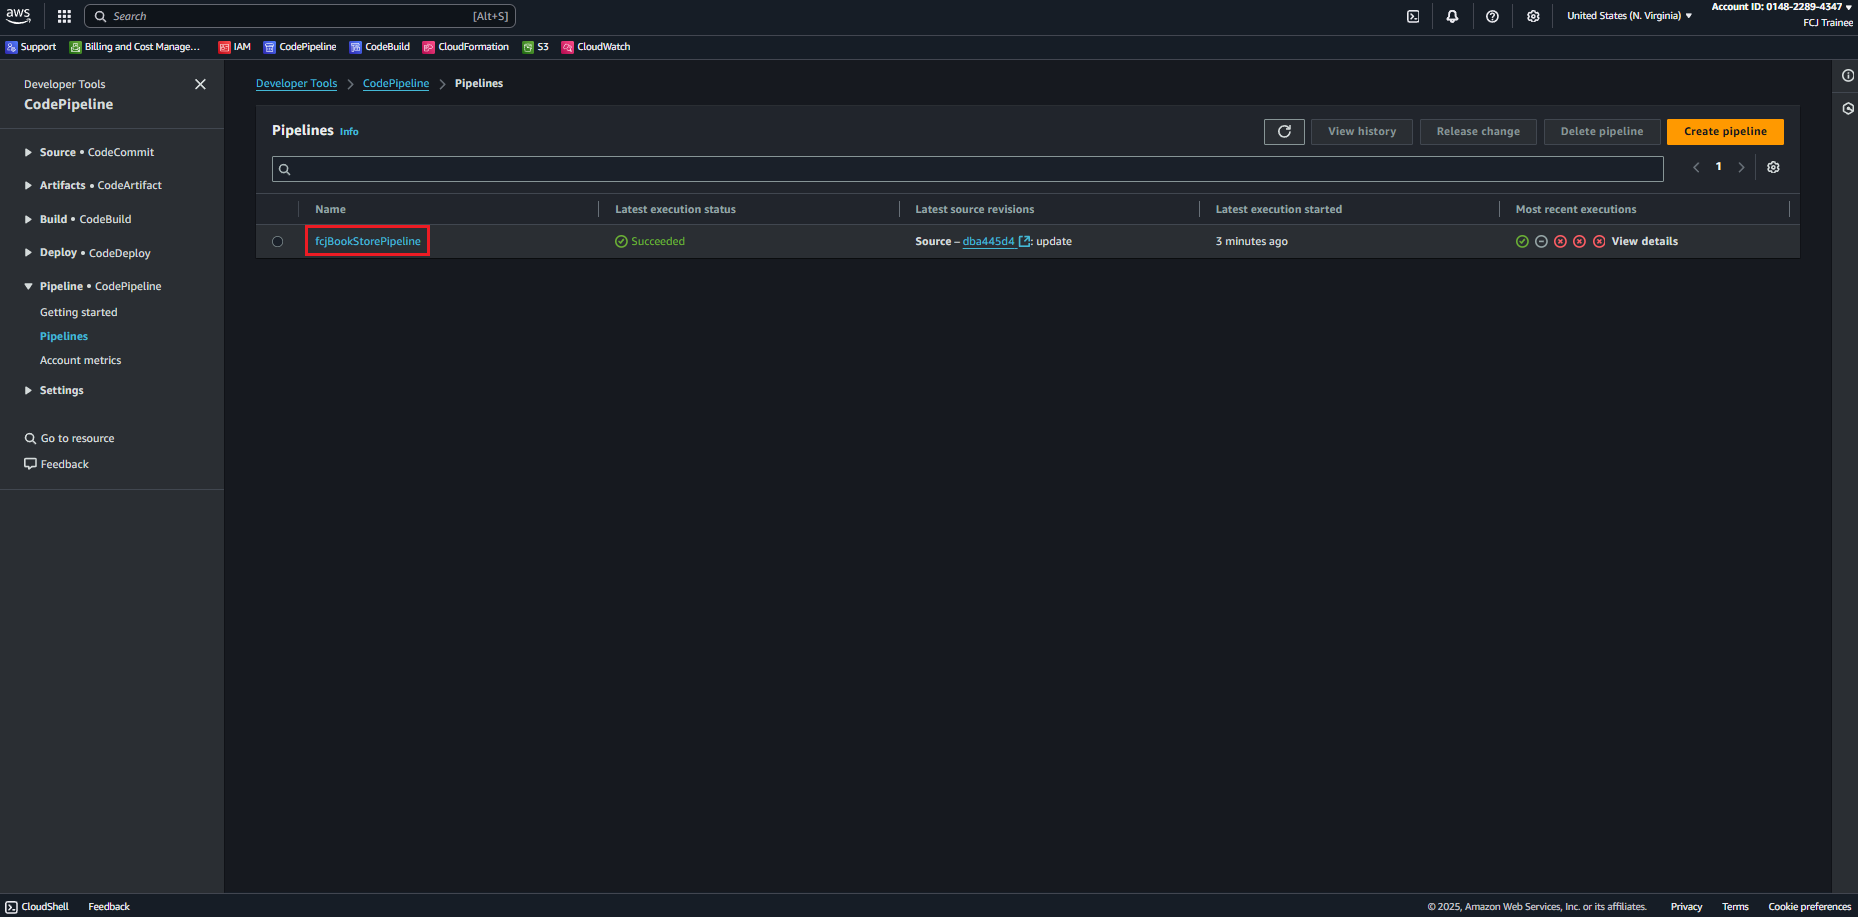 aws
Search [Alt+S]
United States (N. Virginia)
Account ID: 0148-2289-4347
FCJ Trainee
Support Billing and Cost Manage... IAM CodePipeline CodeBuild CloudFormation S3 CloudWatch
Developer Tools
CodePipeline
Source • CodeCommit
Artifacts • CodeArtifact
Build • CodeBuild
Deploy • CodeDeploy
Pipeline • CodePipeline
Getting started
Pipelines
Account metrics
Settings
Go to resource
Feedback
Developer Tools CodePipeline Pipelines
Pipelines Info
View history Release change Delete pipeline Create pipeline
1
Name Latest execution status Latest source revisions Latest execution started Most recent executions
fcjBookStorePipeline Succeeded Source – dba445d4 : update 3 minutes ago View details
CloudShell Feedback © 2025, Amazon Web Services, Inc. or its affiliates. Privacy Terms Cookie preferences